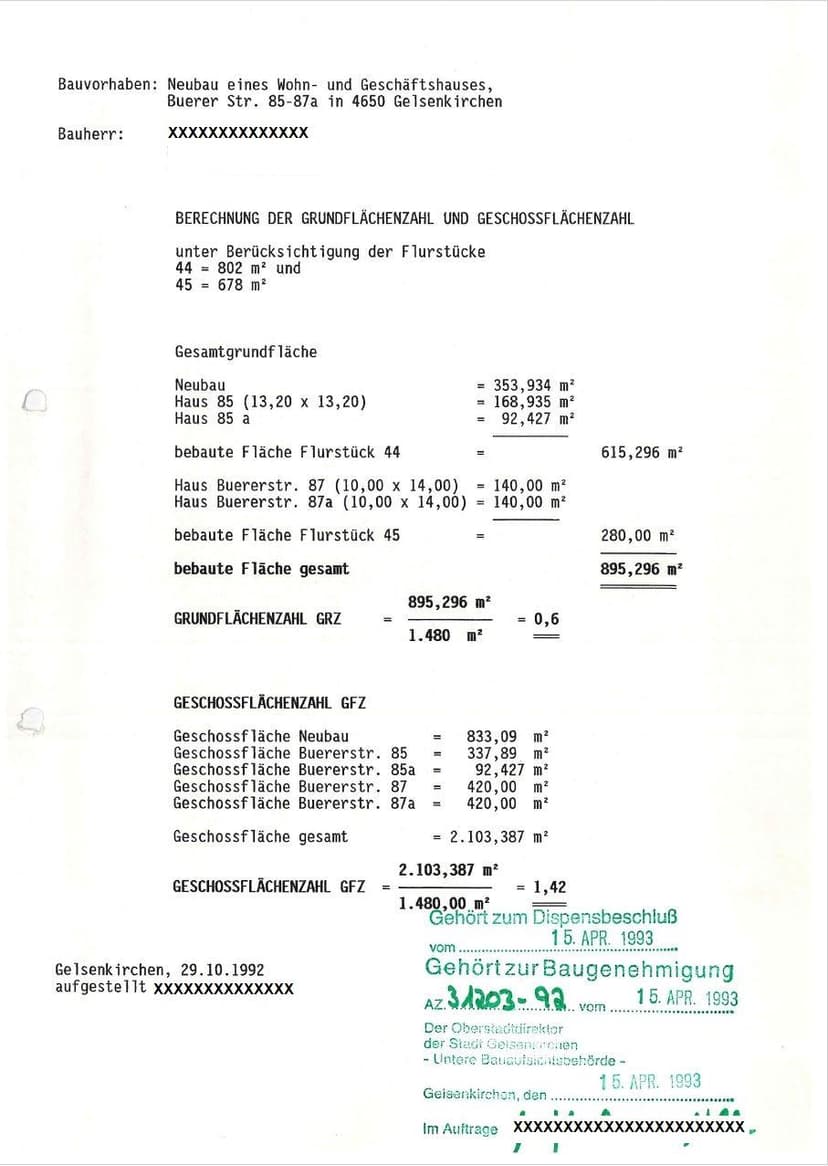 Bauvorhaben: Neubau eines Wohn- und Geschäftshauses,
Buerer Str. 85-87a in 4650 Gelsenkirchen
Bauherr: XXXXXXXXXXXXXX
BERECHNUNG DER GRUNDFLÄCHENZAHL UND GESCHOSSFLÄCHENZAHL
unter Berücksichtigung der Flurstücke
44 = 802 m² und
45 = 678 m²
Gesamtgrundfläche
Neubau = 353,934 m²
Haus 85 (13,20 x 13,20) = 168,935 m²
Haus 85 a = 92,427 m²
bebaute Fläche Flurstück 44 = 615,296 m²
Haus Buererstr. 87 (10,00 x 14,00) = 140,00 m²
Haus Buererstr. 87a (10,00 x 14,00) = 140,00 m²
bebaute Fläche Flurstück 45 = 280,00 m²
bebaute Fläche gesamt 895,296 m²
895,296 m²
GRUNDFLÄCHENZAHL GRZ = = 0,6
1.480 m²
GESCHOSSFLÄCHENZAHL GFZ
Geschossfläche Neubau = 833,09 m²
Geschossfläche Buererstr. 85 = 337,89 m²
Geschossfläche Buererstr. 85a = 92,427 m²
Geschossfläche Buererstr. 87 = 420,00 m²
Geschossfläche Buererstr. 87a = 420,00 m²
Geschossfläche gesamt = 2.103,387 m²
2.103,387 m²
GESCHOSSFLÄCHENZAHL GFZ = = 1,42
1.480,00 m²
Gehört zum Dispensbeschluß
vom 15. APR. 1993
Gelsenkirchen, 29.10.1992
aufgestellt XXXXXXXXXXXXXX
Gehört zur Baugenehmigung
AZ. 31203-92 vom 15. APR. 1993
Der Oberstadtdirektor
der Stadt Gelsenkirchen
- Untere Bauaufsichtsbehörde -
Gelsenkirchen, den 15. APR. 1993
Im Auftrage XXXXXXXXXXXXXXXXXXXXXXX